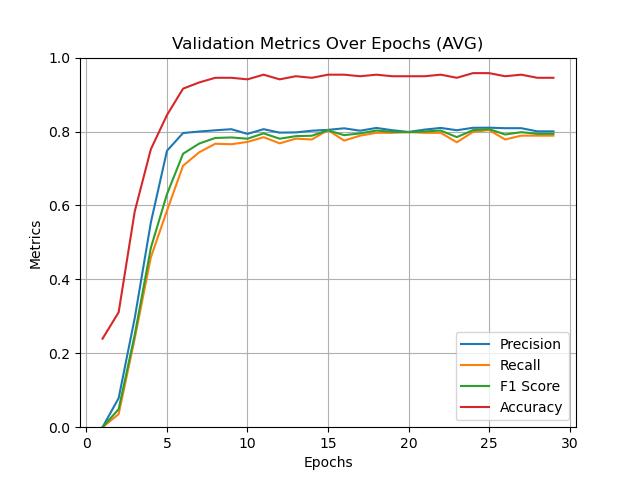 Validation Metrics Over Epochs (AVG)
1.0
0.8
0.6
0.4
0.2
0.0
Metrics
0 5 10 15 20 25 30
Epochs
Precision
Recall
F1 Score
Accuracy